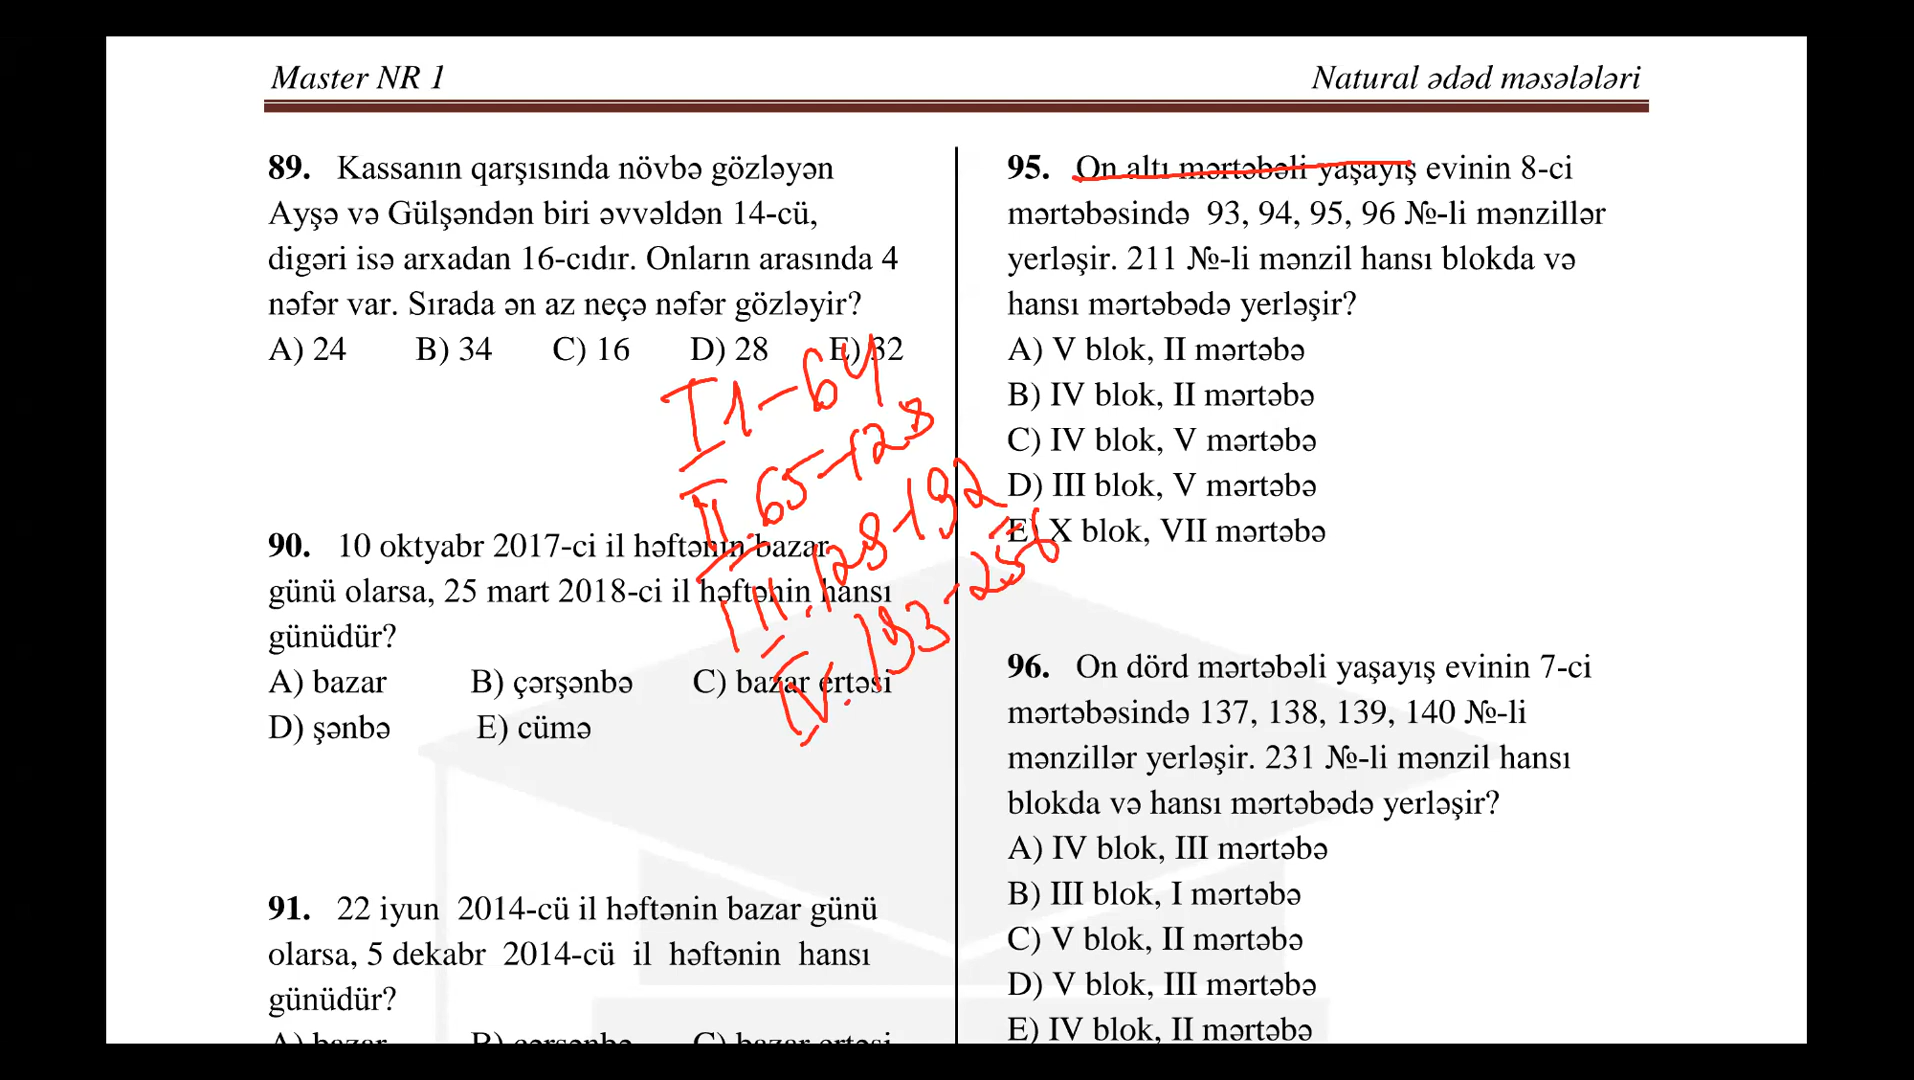 Master NR 1
Natural ədəd məsələləri
89. Kassanın qarşısında növbə gözləyən
Ayşə və Gülşəndən biri əvvəldən 14-cü,
digəri isə arxadan 16-cıdır. Onların arasında 4
nəfər var. Sırada ən az neçə nəfər gözləyir?
A) 24 B) 34 C) 16 D) 28 E) 32
I 1-64
II. 65-128
III. 128-192
IV. 193-256
90. 10 oktyabr 2017-ci il həftənin bazar
günü olarsa, 25 mart 2018-ci il həftənin hansı
günüdür?
A) bazar B) çərşənbə C) bazar ertəsi
D) şənbə E) cümə
91. 22 iyun 2014-cü il həftənin bazar günü
olarsa, 5 dekabr 2014-cü il həftənin hansı
günüdür?
A) bazar B) çərşənbə C) bazar ertəsi
95. On altı mərtəbəli yaşayış evinin 8-ci
mərtəbəsində 93, 94, 95, 96 №-li mənzillər
yerləşir. 211 №-li mənzil hansı blokda və
hansı mərtəbədə yerləşir?
A) V blok, II mərtəbə
B) IV blok, II mərtəbə
C) IV blok, V mərtəbə
D) III blok, V mərtəbə
E) X blok, VII mərtəbə
96. On dörd mərtəbəli yaşayış evinin 7-ci
mərtəbəsində 137, 138, 139, 140 №-li
mənzillər yerləşir. 231 №-li mənzil hansı
blokda və hansı mərtəbədə yerləşir?
A) IV blok, III mərtəbə
B) III blok, I mərtəbə
C) V blok, II mərtəbə
D) V blok, III mərtəbə
E) IV blok, II mərtəbə